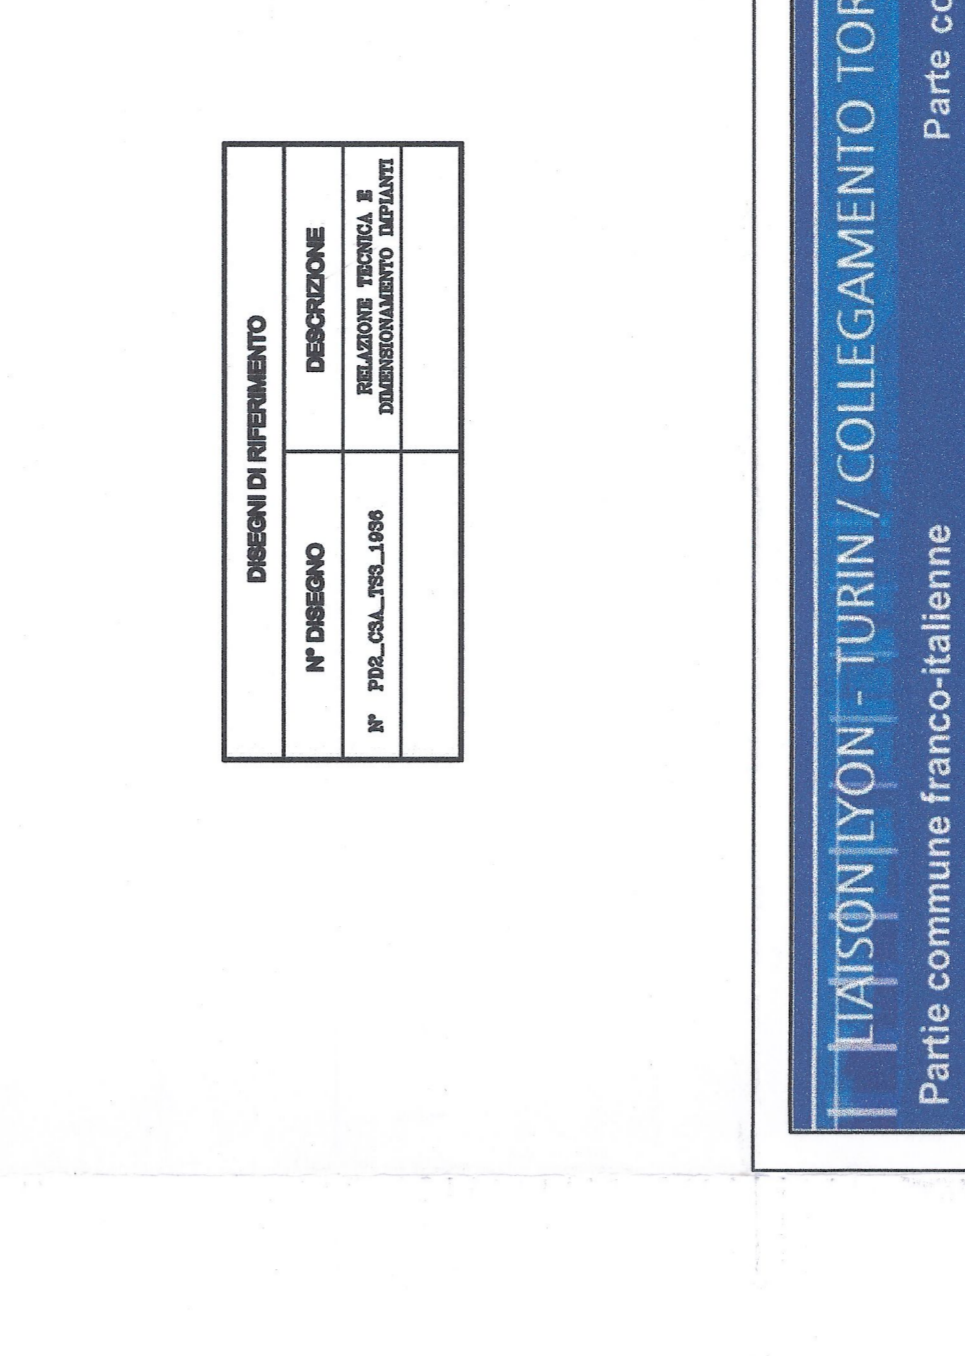 DISEGNI DI RIFERIMENTO
N° DISEGNO
DESCRIZIONE
N° PD2_C3A_TS3_1936
RELAZIONE TECNICA E
DIMENSIONAMENTO IMPIANTI
LIAISON LYON - TURIN / COLLEGAMENTO TOR
Partie commune franco-italienne
Parte co